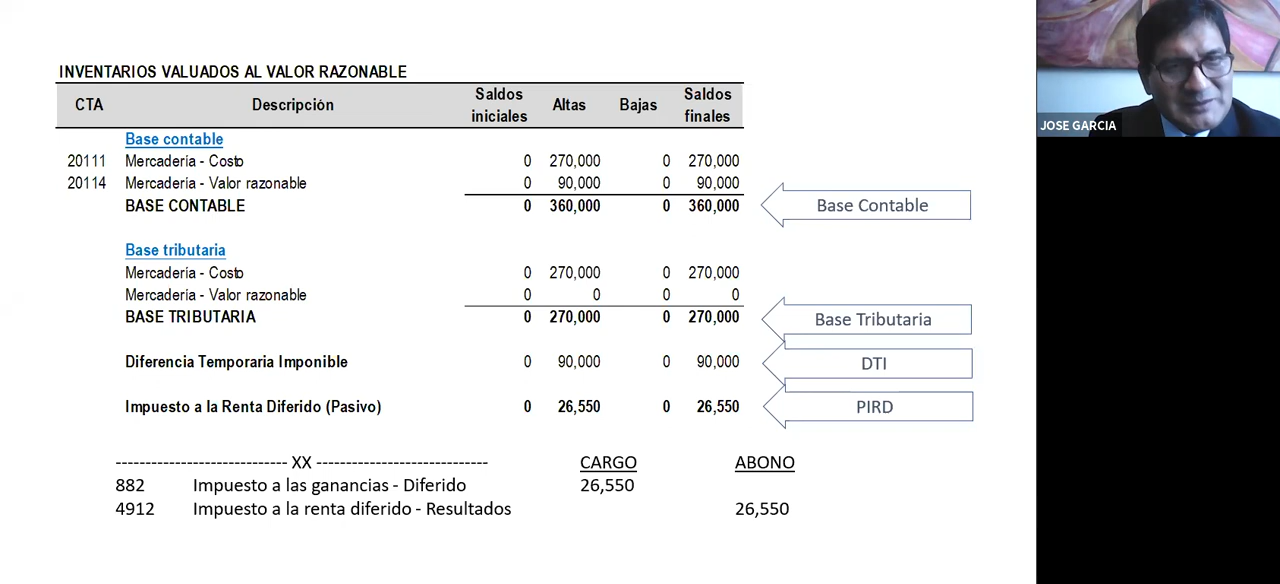 INVENTARIOS VALUADOS AL VALOR RAZONABLE
CTA Descripción Saldos iniciales Altas Bajas Saldos finales
Base contable
20111 Mercadería - Costo 0 270,000 0 270,000
20114 Mercadería - Valor razonable 0 90,000 0 90,000
BASE CONTABLE 0 360,000 0 360,000 Base Contable
Base tributaria
Mercadería - Costo 0 270,000 0 270,000
Mercadería - Valor razonable 0 0 0 0
BASE TRIBUTARIA 0 270,000 0 270,000 Base Tributaria
Diferencia Temporaria Imponible 0 90,000 0 90,000 DTI
Impuesto a la Renta Diferido (Pasivo) 0 26,550 0 26,550 PIRD
----------------------------- XX ----------------------------- CARGO ABONO
882 Impuesto a las ganancias - Diferido 26,550
4912 Impuesto a la renta diferido - Resultados 26,550
JOSE GARCIA